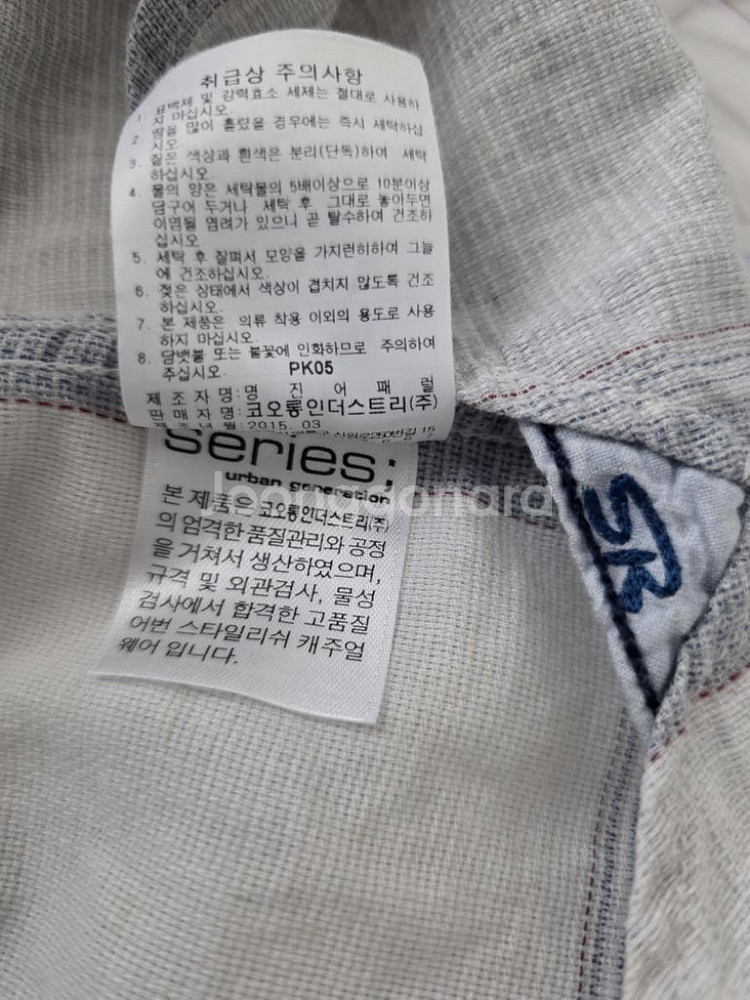 취급상 주의사항
1. 표백제 및 강력효소 세제는 절대로 사용하
지 마십시오.
2. 땀을 많이 흘렸을 경우에는 즉시 세탁하십
시오
3. 짙은 색상과 흰색은 분리(단독)하여 세탁
하십시오.
4. 물의 양은 세탁물의 5배이상으로 10분이상
담구어 두거나 세탁 후 그대로 놓아두면
이염될 염려가 있으니 곧 탈수하여 건조하
십시오
5. 세탁 후 잘펴서 모양을 가지런히하여 그늘
에 건조하십시오.
6. 젖은 상태에서 색상이 겹치지 않도록 건조
하십시오.
7. 본 제품은 의류 착용 이외의 용도로 사용
하지 마십시오.
8. 담뱃불 또는 불꽃에 인화하므로 주의하여
주십시오.
PK05
제조자명:명진어패럴
판매자명:코오롱인더스트리(주)
제조년월:2015. 03
series;
urban generation
본 제품은 코오롱인더스트리(주)
의 엄격한 품질관리와 공정
을 거쳐서 생산하였으며,
규격 및 외관검사, 물성
검사에서 합격한 고품질
어번 스타일리쉬 캐주얼
웨어 입니다.
SR
Joonggonara